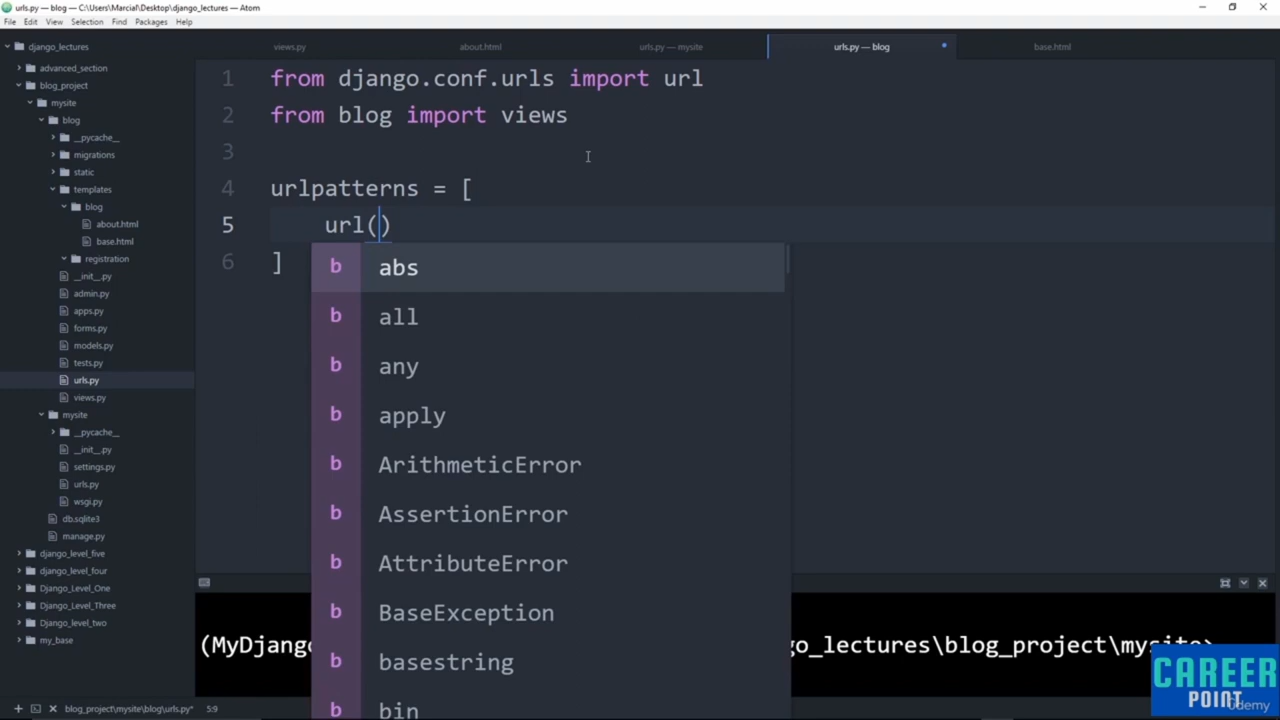 urls.py — blog — C:\Users\Marcial\Desktop\django_lectures — Atom
File Edit View Selection Find Packages Help
django_lectures
advanced_section
blog_project
mysite
blog
__pycache__
migrations
static
templates
blog
about.html
base.html
registration
__init__.py
admin.py
apps.py
forms.py
models.py
tests.py
urls.py
views.py
mysite
__pycache__
__init__.py
settings.py
urls.py
wsgi.py
db.sqlite3
manage.py
django_level_five
django_level_four
Django_Level_One
Django_Level_Three
Django_level_two
my_base
views.py about.html urls.py — mysite urls.py — blog base.html
1 from django.conf.urls import url
2 from blog import views
3
4 urlpatterns = [
5 url()
6 ]
b abs
b all
b any
b apply
b ArithmeticError
b AssertionError
b AttributeError
b BaseException
b basestring
b bin
(MyDjang go_lectures\blog_project\mysite>
CAREER
POINT
Udemy
blog_project\mysite\blog\urls.py* 5:9